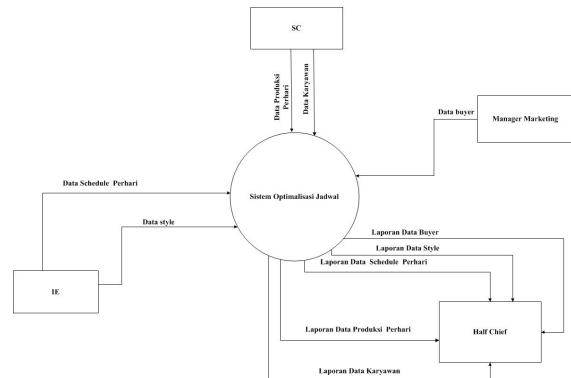 SC
Data Produksi
Perhari
Data Karyawan
Data buyer
Manager Marketing
Data Schedule Perhari
Sistem Optimalisasi Jadwal
Data style
Laporan Data Buyer
Laporan Data Style
Laporan Data Schedule Perhari
IE
Laporan Data Produksi Perhari
Half Chief
Laporan Data Karyawan